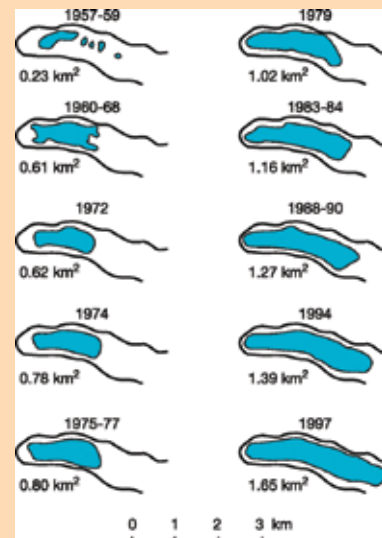 1957-59
0.23 km²
1960-68
0.61 km²
1972
0.62 km²
1974
0.78 km²
1975-77
0.80 km²
1979
1.02 km²
1983-84
1.16 km²
1988-90
1.27 km²
1994
1.39 km²
1997
1.65 km²
0 1 2 3 km